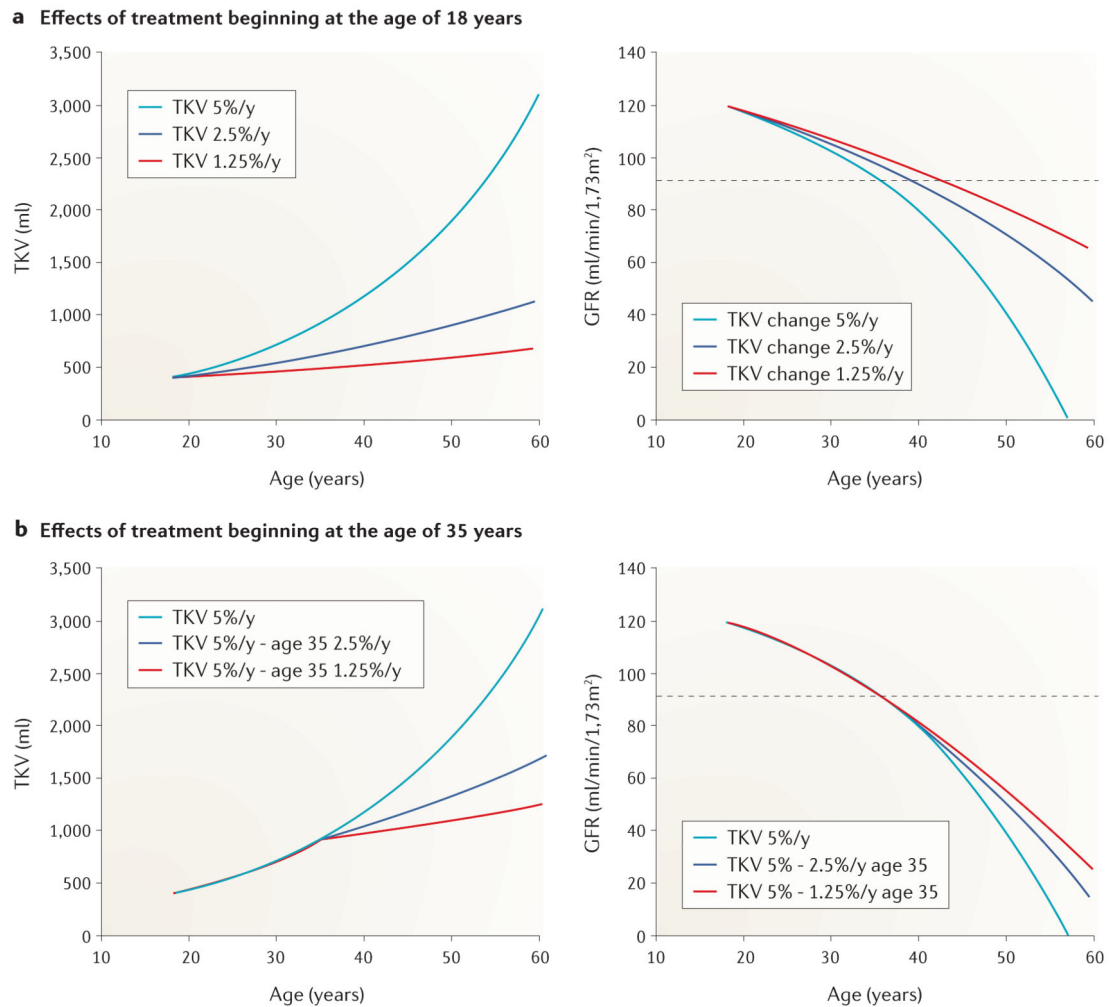 a Effects of treatment beginning at the age of 18 years
3,500
3,000
2,500
2,000
1,500
1,000
500
0
TKV (ml)
TKV 5%/y
TKV 2.5%/y
TKV 1.25%/y
10 20 30 40 50 60
Age (years)
140
120
100
80
60
40
20
0
GFR (ml/min/1,73m²)
TKV change 5%/y
TKV change 2.5%/y
TKV change 1.25%/y
10 20 30 40 50 60
Age (years)
b Effects of treatment beginning at the age of 35 years
3,500
3,000
2,500
2,000
1,500
1,000
500
0
TKV (ml)
TKV 5%/y
TKV 5%/y - age 35 2.5%/y
TKV 5%/y - age 35 1.25%/y
10 20 30 40 50 60
Age (years)
140
120
100
80
60
40
20
0
GFR (ml/min/1,73m²)
TKV 5%/y
TKV 5% - 2.5%/y age 35
TKV 5% - 1.25%/y age 35
10 20 30 40 50 60
Age (years)